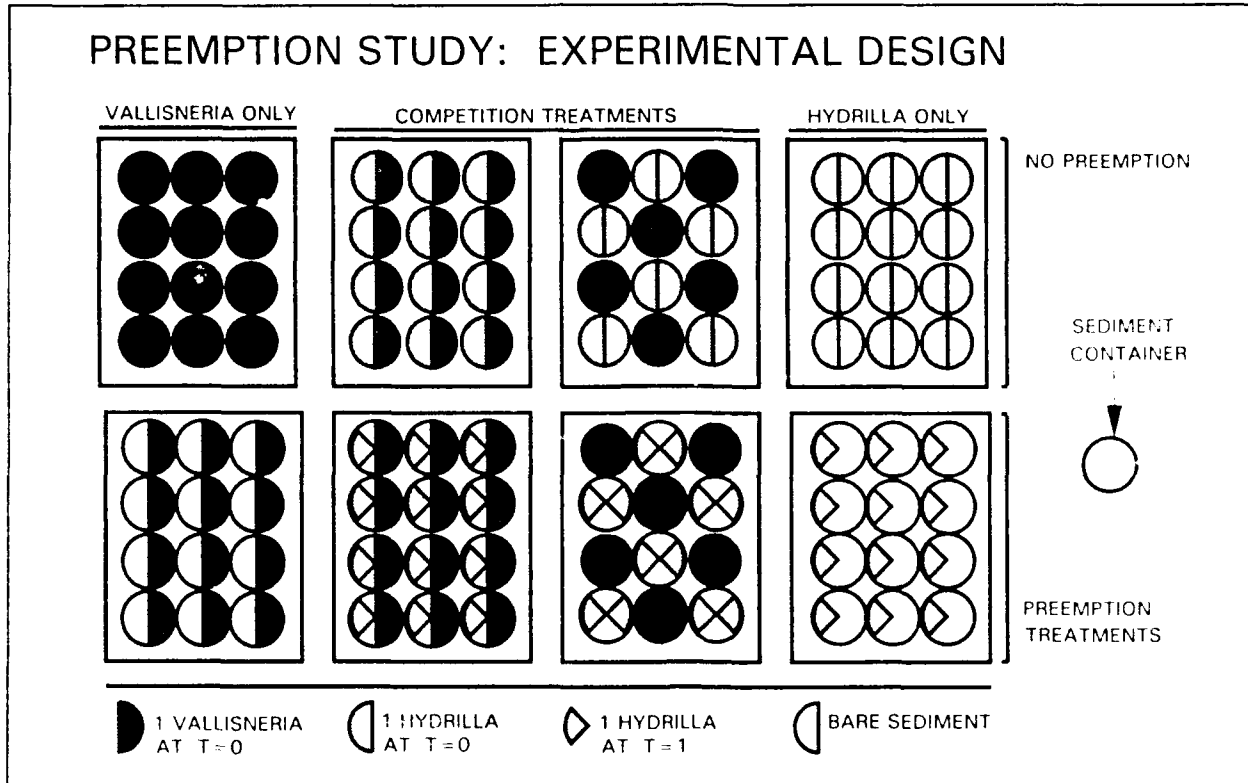 PREEMPTION STUDY: EXPERIMENTAL DESIGN
VALLISNERIA ONLY
COMPETITION TREATMENTS
HYDRILLA ONLY
NO PREEMPTION
SEDIMENT
CONTAINER
PREEMPTION
TREATMENTS
1 VALLISNERIA
AT T=0
1 HYDRILLA
AT T=0
1 HYDRILLA
AT T=1
BARE SEDIMENT